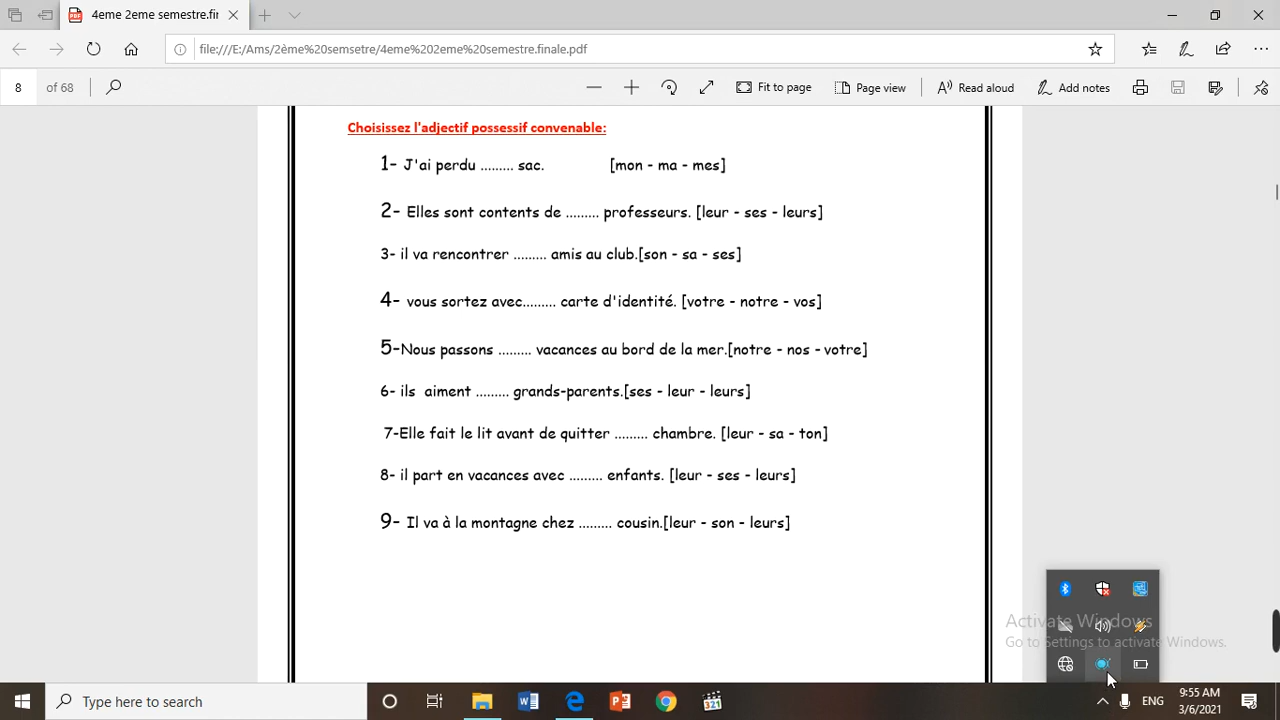 4eme 2eme semestre.fir
file:///E:/Ams/2ème%20semsetre/4eme%202eme%20semestre.finale.pdf
8 of 68
Fit to page
Page view
Read aloud
Add notes
Choisissez l'adjectif possessif convenable:
1- J'ai perdu ......... sac. [mon - ma - mes]
2- Elles sont contents de ......... professeurs. [leur - ses - leurs]
3- il va rencontrer ......... amis au club.[son - sa - ses]
4- vous sortez avec......... carte d'identité. [votre - notre - vos]
5-Nous passons ......... vacances au bord de la mer.[notre - nos - votre]
6- ils aiment ......... grands-parents.[ses - leur - leurs]
7-Elle fait le lit avant de quitter ......... chambre. [leur - sa - ton]
8- il part en vacances avec ......... enfants. [leur - ses - leurs]
9- Il va à la montagne chez ......... cousin.[leur - son - leurs]
Activate Windows
Go to Settings to activate Windows.
Type here to search
321
ENG
9:55 AM
3/6/2021